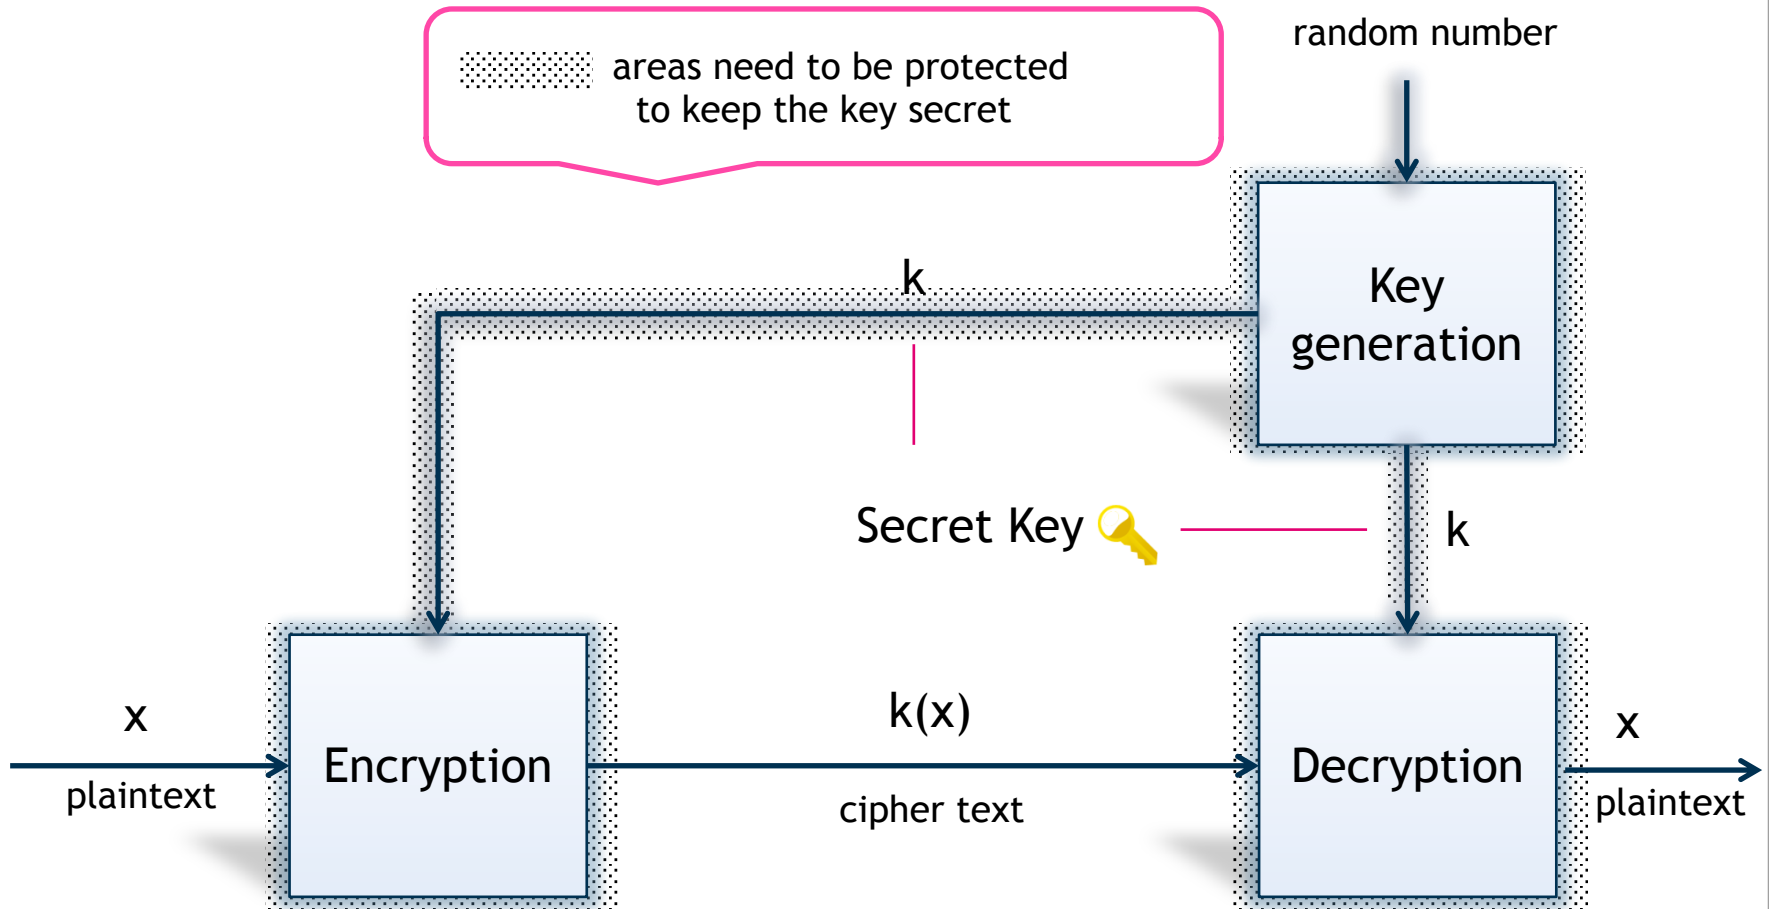 random number
areas need to be protected
to keep the key secret
k
Key
generation
Secret Key
k
x
k(x)
x
Encryption
Decryption
plaintext
cipher text
plaintext